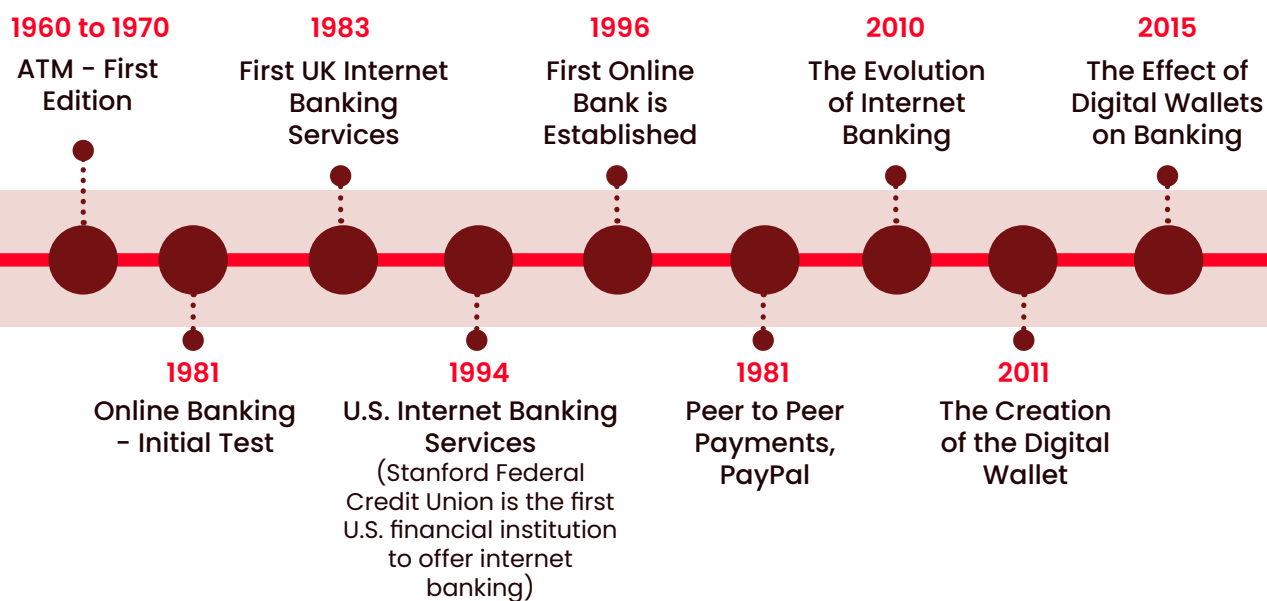 1960 to 1970
ATM - First
Edition
1983
First UK Internet
Banking
Services
1996
First Online
Bank is
Established
2010
The Evolution
of Internet
Banking
2015
The Effect of
Digital Wallets
on Banking
1981
Online Banking
- Initial Test
1994
U.S. Internet Banking
Services
(Stanford Federal
Credit Union is the first
U.S. financial institution
to offer internet
banking)
1981
Peer to Peer
Payments,
PayPal
2011
The Creation
of the Digital
Wallet